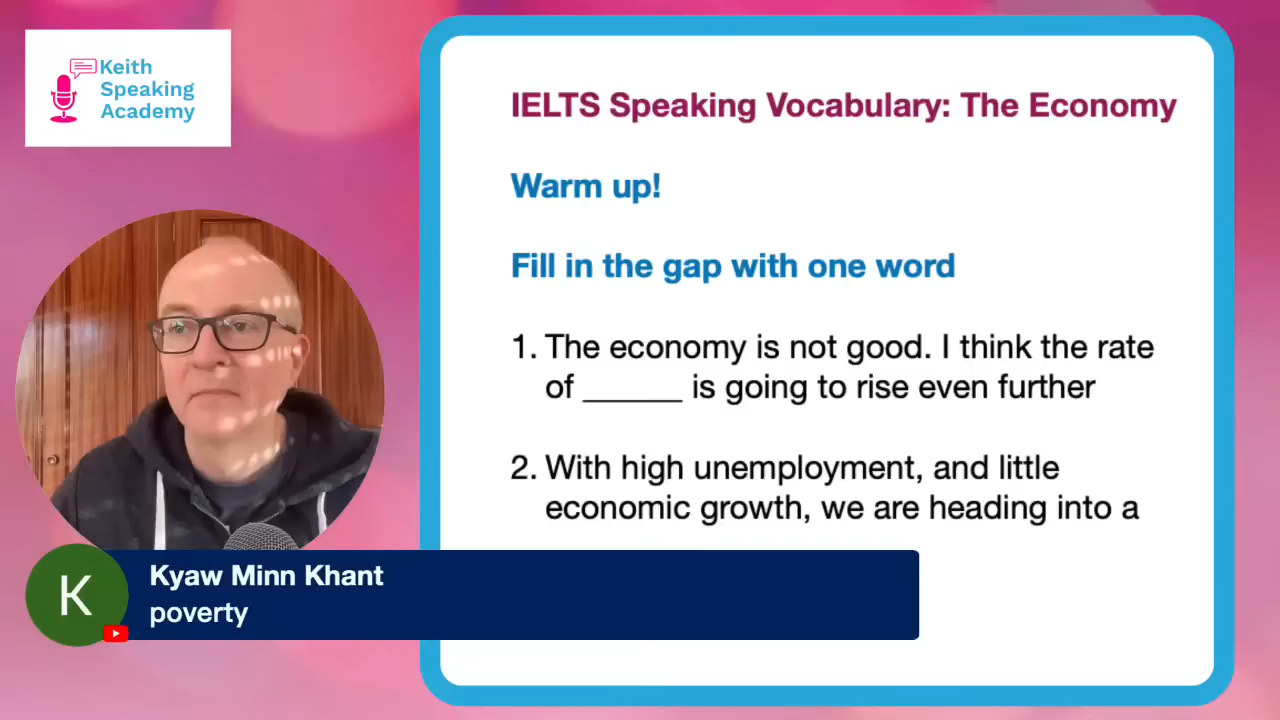 Keith
Speaking
Academy
IELTS Speaking Vocabulary: The Economy
Warm up!
Fill in the gap with one word
1. The economy is not good. I think the rate
of ______ is going to rise even further
2. With high unemployment, and little
economic growth, we are heading into a
K
Kyaw Minn Khant
poverty